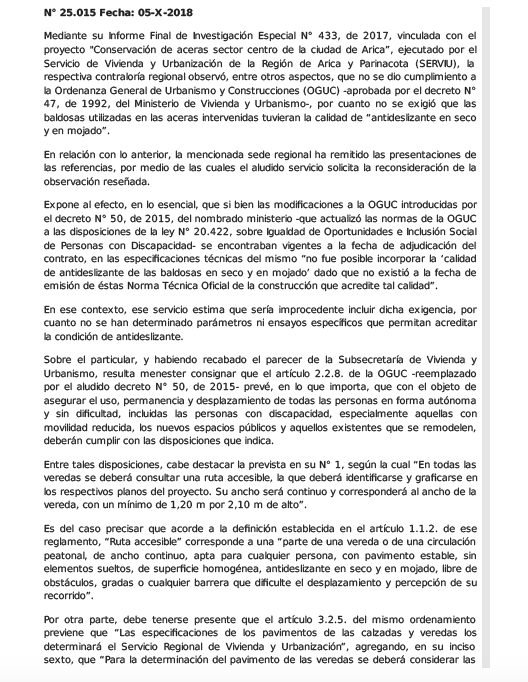 N° 25.015 Fecha: 05-X-2018
Mediante su Informe Final de Investigación Especial N° 433, de 2017, vinculada con el
proyecto "Conservación de aceras sector centro de la ciudad de Arica", ejecutado por el
Servicio de Vivienda y Urbanización de la Región de Arica y Parinacota (SERVIU), la
respectiva contraloría regional observó, entre otros aspectos, que no se dio cumplimiento a
la Ordenanza General de Urbanismo y Construcciones (OGUC) -aprobada por el decreto N°
47, de 1992, del Ministerio de Vivienda y Urbanismo-, por cuanto no se exigió que las
baldosas utilizadas en las aceras intervenidas tuvieran la calidad de “antideslizante en seco
y en mojado”.
En relación con lo anterior, la mencionada sede regional ha remitido las presentaciones de
las referencias, por medio de las cuales el aludido servicio solicita la reconsideración de la
observación reseñada.
Expone al efecto, en lo esencial, que si bien las modificaciones a la OGUC introducidas por
el decreto N° 50, de 2015, del nombrado ministerio -que actualizó las normas de la OGUC
a las disposiciones de la ley N° 20.422, sobre Igualdad de Oportunidades e Inclusión Social
de Personas con Discapacidad- se encontraban vigentes a la fecha de adjudicación del
contrato, en las especificaciones técnicas del mismo “no fue posible incorporar la ‘calidad
de antideslizante de las baldosas en seco y en mojado’ dado que no existió a la fecha de
emisión de éstas Norma Técnica Oficial de la construcción que acredite tal calidad”.
En ese contexto, ese servicio estima que sería improcedente incluir dicha exigencia, por
cuanto no se han determinado parámetros ni ensayos específicos que permitan acreditar
la condición de antideslizante.
Sobre el particular, y habiendo recabado el parecer de la Subsecretaría de Vivienda y
Urbanismo, resulta menester consignar que el artículo 2.2.8. de la OGUC -reemplazado
por el aludido decreto N° 50, de 2015- prevé, en lo que importa, que con el objeto de
asegurar el uso, permanencia y desplazamiento de todas las personas en forma autónoma
y sin dificultad, incluidas las personas con discapacidad, especialmente aquellas con
movilidad reducida, los nuevos espacios públicos y aquellos existentes que se remodelen,
deberán cumplir con las disposiciones que indica.
Entre tales disposiciones, cabe destacar la prevista en su N° 1, según la cual “En todas las
veredas se deberá consultar una ruta accesible, la que deberá identificarse y graficarse en
los respectivos planos del proyecto. Su ancho será continuo y corresponderá al ancho de la
vereda, con un mínimo de 1,20 m por 2,10 m de alto”.
Es del caso precisar que acorde a la definición establecida en el artículo 1.1.2. de ese
reglamento, “Ruta accesible” corresponde a una “parte de una vereda o de una circulación
peatonal, de ancho continuo, apta para cualquier persona, con pavimento estable, sin
elementos sueltos, de superficie homogénea, antideslizante en seco y en mojado, libre de
obstáculos, gradas o cualquier barrera que dificulte el desplazamiento y percepción de su
recorrido”.
Por otra parte, debe tenerse presente que el artículo 3.2.5. del mismo ordenamiento
previene que “Las especificaciones de los pavimentos de las calzadas y veredas los
determinará el Servicio Regional de Vivienda y Urbanización”, agregando, en su inciso
sexto, que “Para la determinación del pavimento de las veredas se deberá considerar las